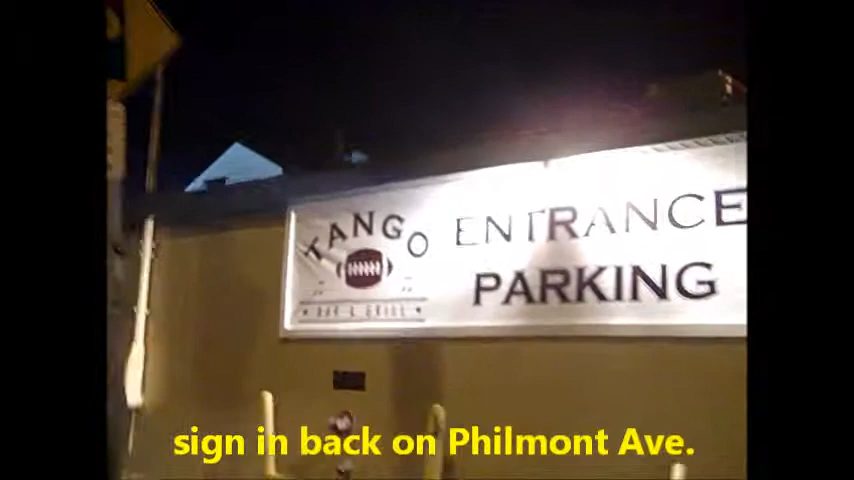 TANGO
BAR & GRILL
ENTRANCE
PARKING
sign in back on Philmont Ave.